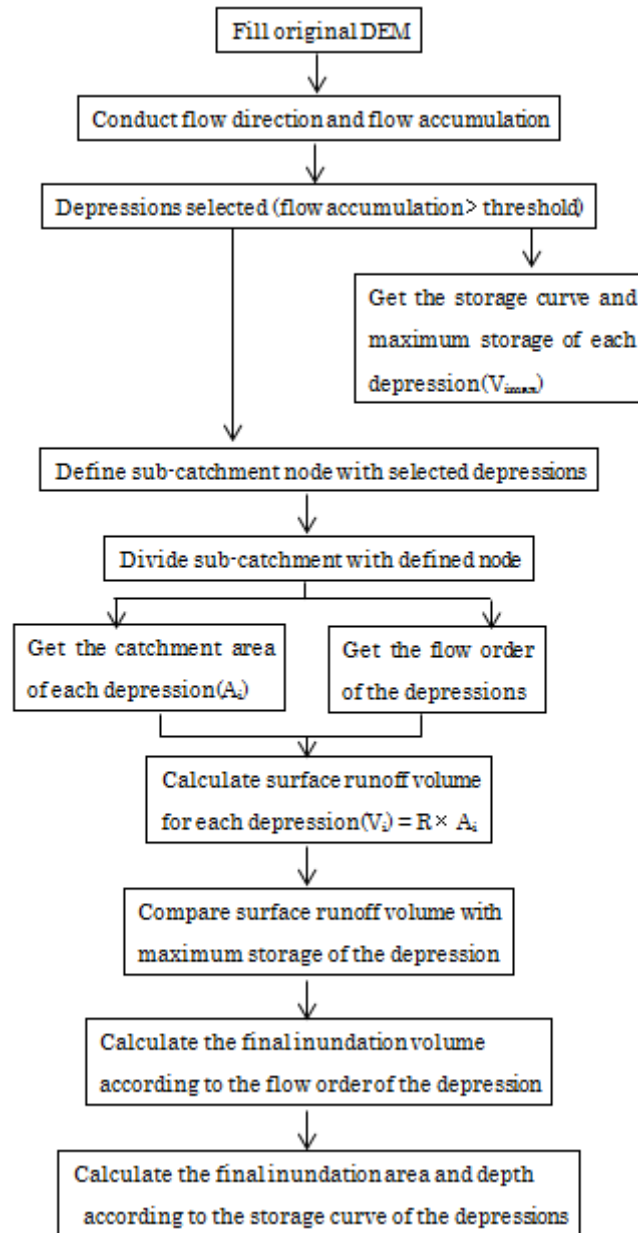 Fill original DEM
Conduct flow direction and flow accumulation
Depressions selected (flow accumulation> threshold)
Get the storage curve and
maximum storage of each
depression(Vimax)
Define sub-catchment node with selected depressions
Divide sub-catchment with defined node
Get the catchment area
of each depression(Ai)
Get the flow order
of the depressions
Calculate surface runoff volume
for each depression(Vi) = R× Ai
Compare surface runoff volume with
maximum storage of the depression
Calculate the final inundation volume
according to the flow order of the depression
Calculate the final inundation area and depth
according to the storage curve of the depressions